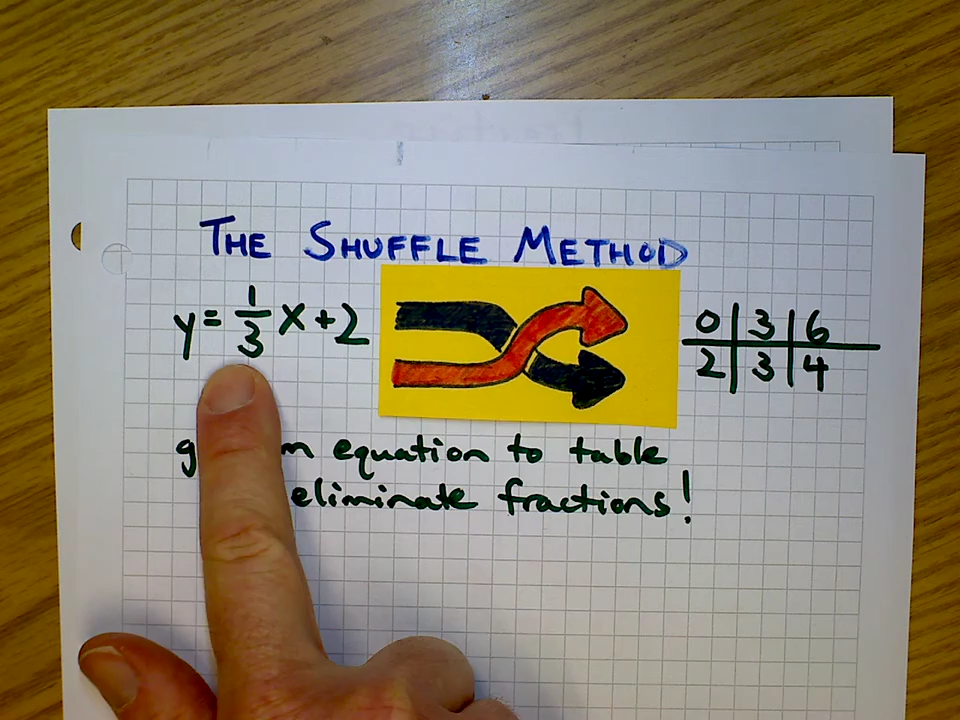 THE SHUFFLE METHOD
y = 1/3 x + 2
0 | 3 | 6
2 | 3 | 4
equation to table
eliminate fractions!